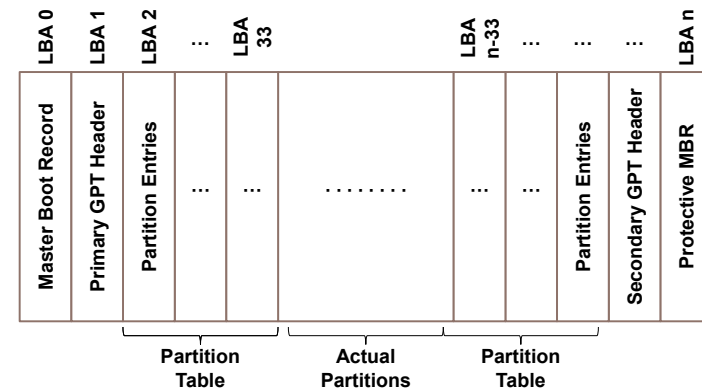 LBA 0
LBA 1
LBA 2
...
LBA
33
LBA
n-33
...
...
...
LBA n
Master Boot Record
Primary GPT Header
Partition Entries
...
...
. . . . . . . .
...
...
Partition Entries
Secondary GPT Header
Protective MBR
Partition
Table
Actual
Partitions
Partition
Table